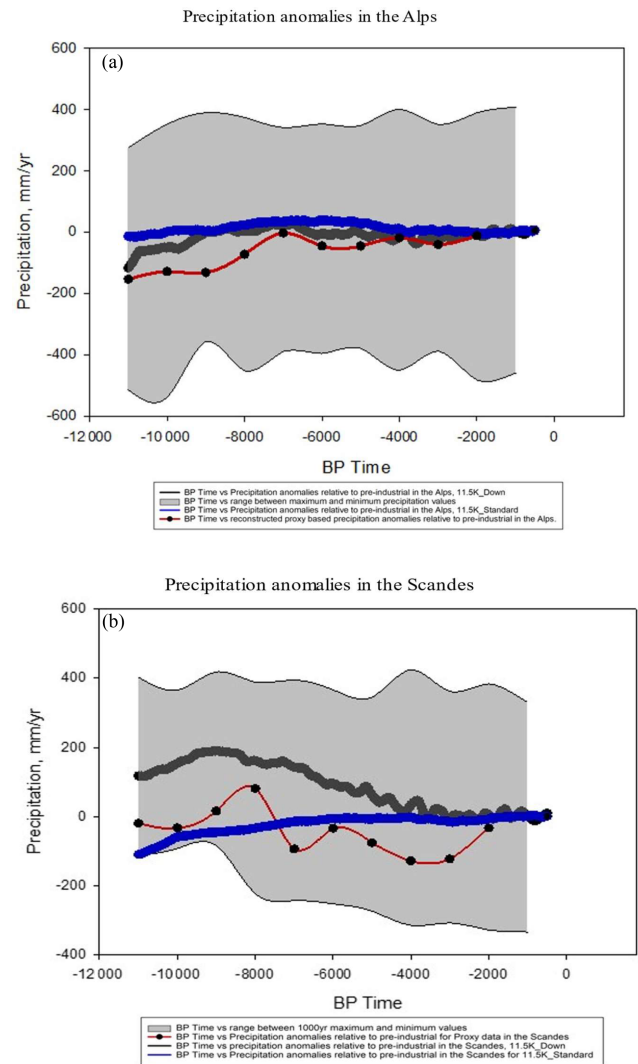 Precipitation anomalies in the Alps
(a)
600
400
200
0
-200
-400
-600
Precipitation, mm/yr
-12 000 -10 000 -8000 -6000 -4000 -2000 0
BP Time
BP Time vs Precipitation anomalies relative to pre-industrial in the Alps, 11.5K_Down
BP Time vs range between maximum and minimum precipitation values
BP Time vs Precipitation anomalies relative to pre-industrial in the Alps, 11.5K_Standard
BP Time vs reconstructed proxy based precpitation anomalies relative to pre-industrial in the Alps.
Precipitation anomalies in the Scandes
(b)
600
400
200
0
-200
-400
Precipitation, mm/yr
-12 000 -10 000 -8000 -6000 -4000 -2000 0
BP Time
BP Time vs range between 1000yr maximum and minimum values
BP Time vs Precipitation anomalies relative to pre-industrial for Proxy data in the Scandes
BP Time vs precipitation anomalies relative to pre-industrial in the Scandes, 11.5K_Down
BP Time vs Precipitation anomalies relative to pre-industrial in the Scandes for 11.5K_Standard